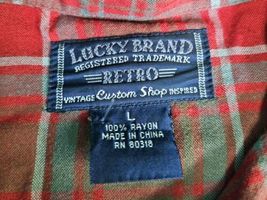 LUCKY BRAND
REGISTERED TRADEMARK
RETRO
VINTAGE Custom Shop INSPIRED
L
100% RAYON
MADE IN CHINA
RN 80318